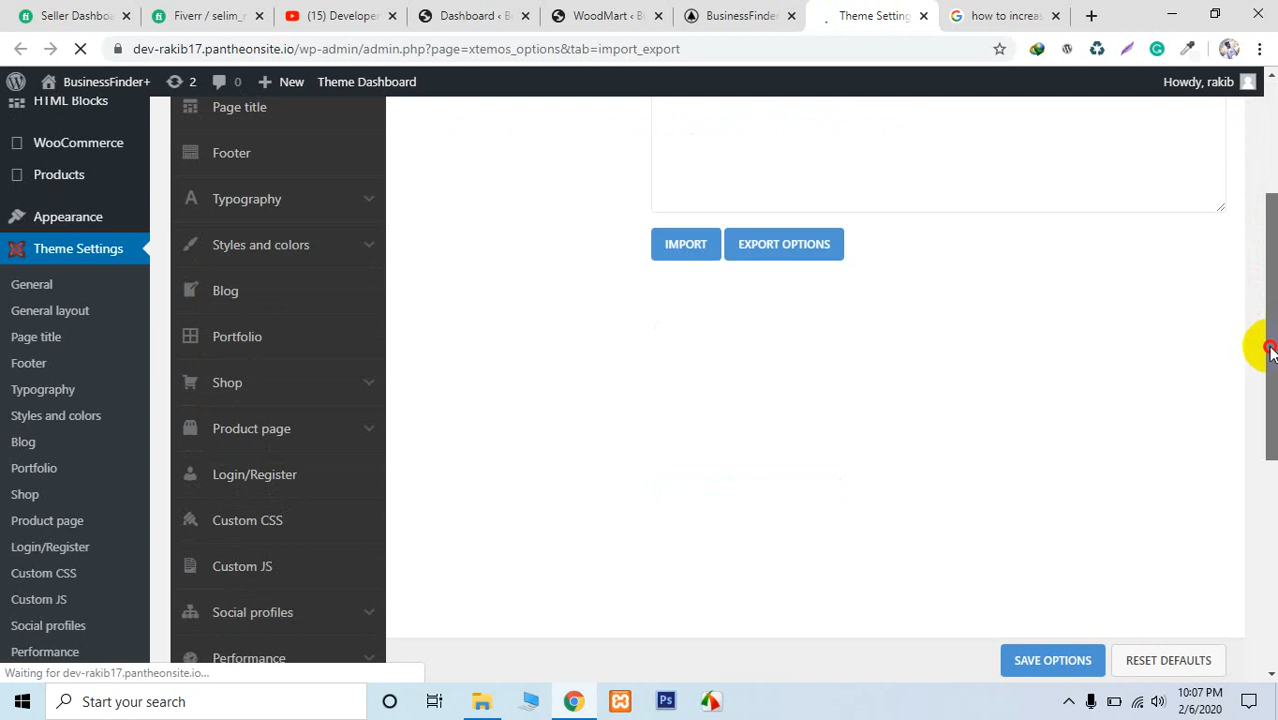 Seller Dashboa
Fiverr / selim_r
(15) Developer
Dashboard ‹ B
WoodMart ‹ B
BusinessFinder
Theme Setting
how to increas
dev-rakib17.pantheonsite.io/wp-admin/admin.php?page=xtemos_options&tab=import_export
BusinessFinder+
2
0
New
Theme Dashboard
Howdy, rakib
HTML Blocks
WooCommerce
Products
Appearance
Theme Settings
General
General layout
Page title
Footer
Typography
Styles and colors
Blog
Portfolio
Shop
Product page
Login/Register
Custom CSS
Custom JS
Social profiles
Performance
Page title
Footer
Typography
Styles and colors
Blog
Portfolio
Shop
Product page
Login/Register
Custom CSS
Custom JS
Social profiles
Performance
IMPORT
EXPORT OPTIONS
SAVE OPTIONS
RESET DEFAULTS
Waiting for dev-rakib17.pantheonsite.io...
Start your search
Ps
10:07 PM
2/6/2020